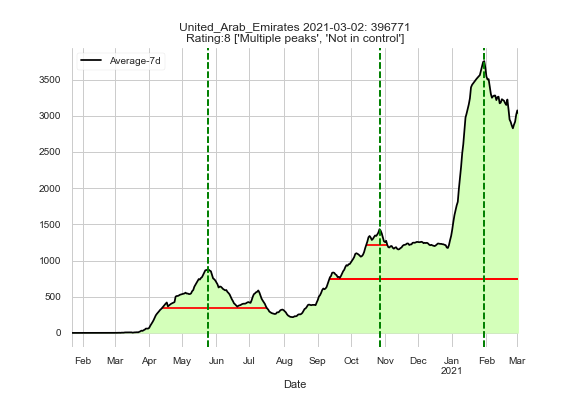 United_Arab_Emirates 2021-03-02: 396771
Rating:8 ['Multiple peaks', 'Not in control']
Average-7d
3500
3000
2500
2000
1500
1000
500
0
Feb Mar Apr May Jun Jul Aug Sep Oct Nov Dec Jan Feb Mar
2021
Date